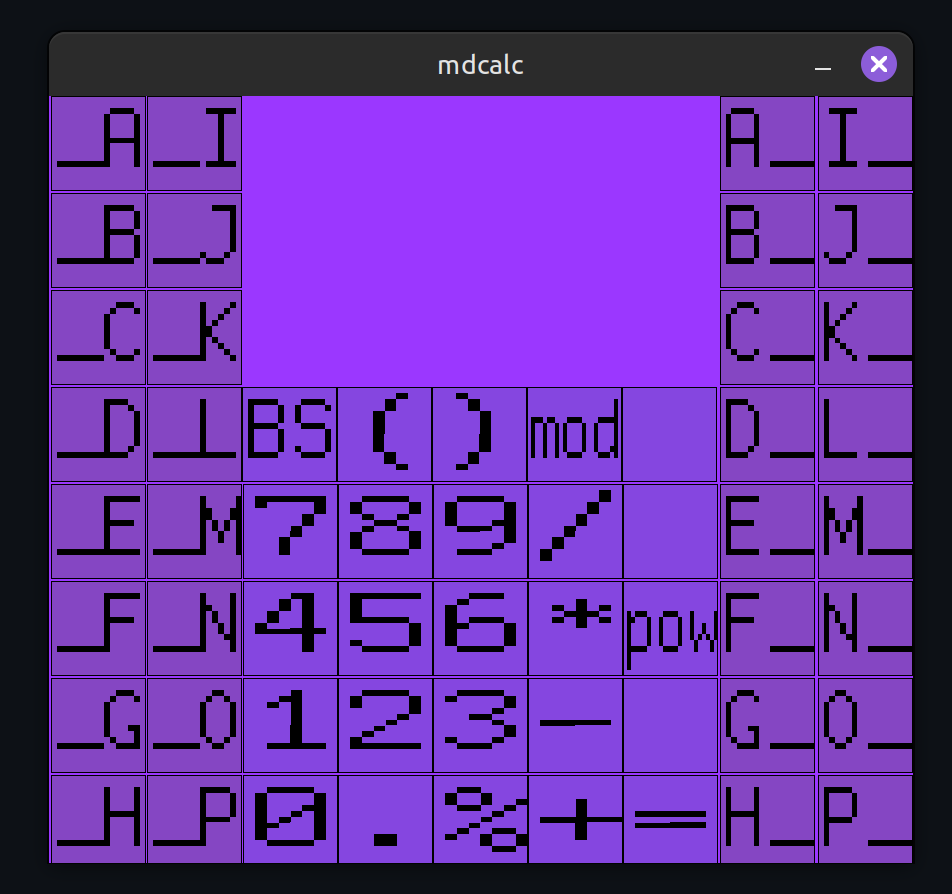 mdcalc
_A _I A_ I_
_B _J B_ J_
_C _K C_ K_
_D _L BS ( ) mod D_ L_
_E _M 7 8 9 / E_ M_
_F _N 4 5 6 * pow F_ N_
_G _O 1 2 3 - G_ O_
_H _P 0 . % + = H_ P_